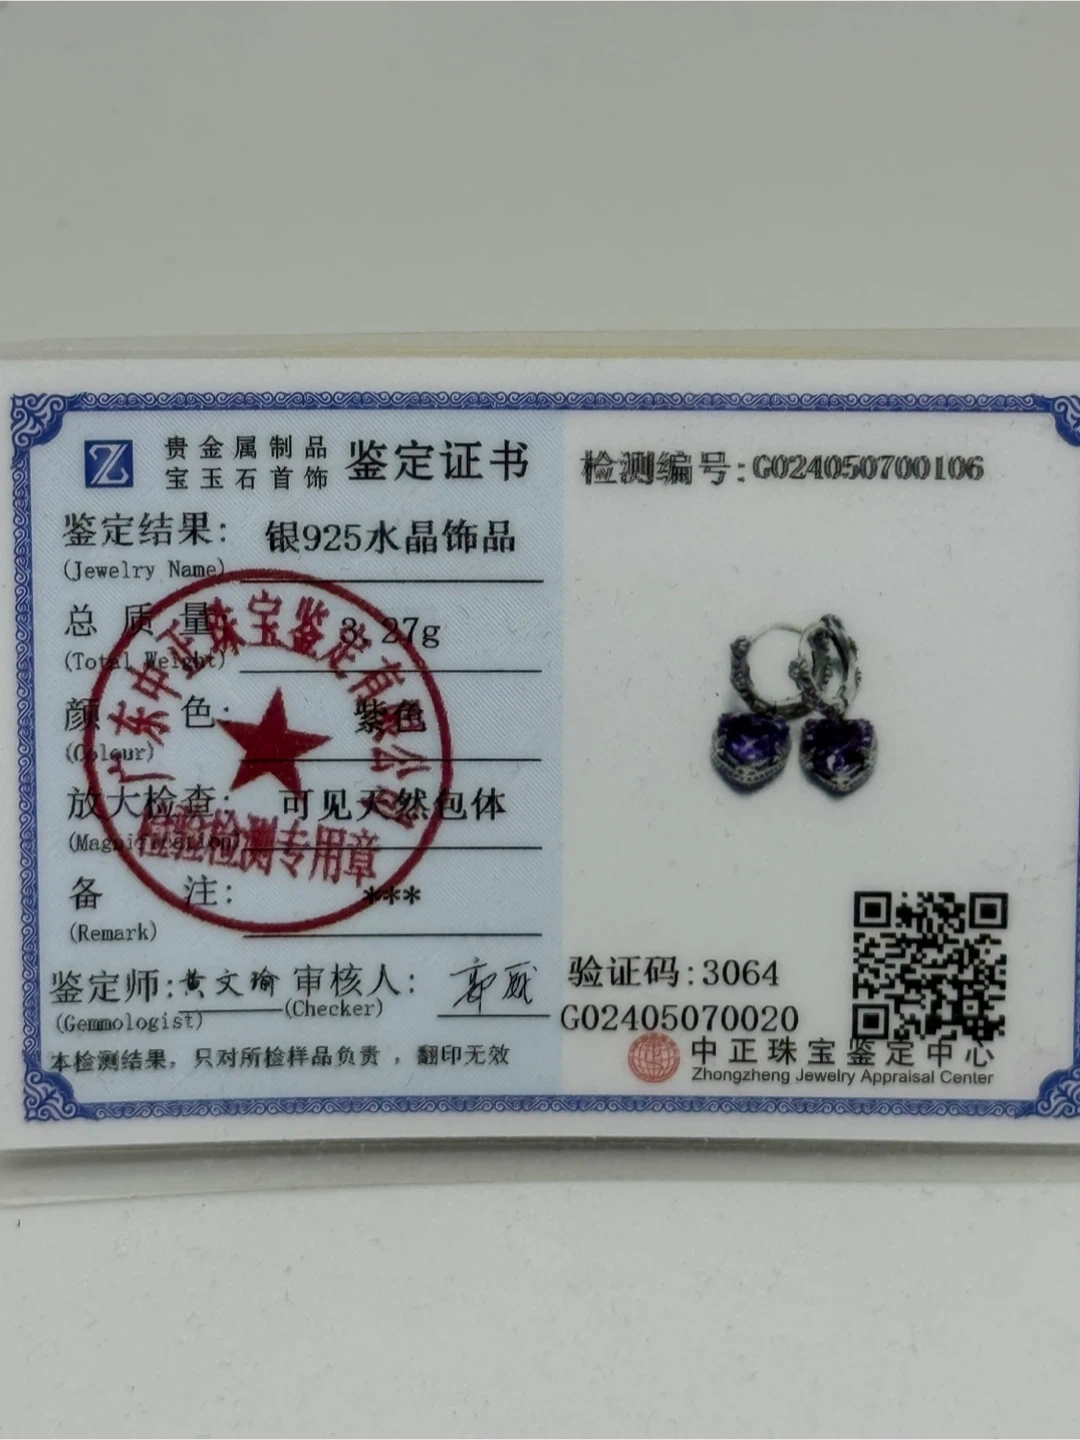 Z
贵金属制品
宝玉石首饰
鉴定证书
检测编号:G024050700106
鉴定结果: 银925水晶饰品
(Jewelry Name)
总质量: 3.27g
(Total Weight)
颜色: 紫色
(Colour)
放大检查: 可见天然包体
(Magnification)
备注: ***
(Remark)
广东中正珠宝鉴定有限公司
检验检测专用章
鉴定师:黄文瑜 审核人:
(Gemmologist) (Checker)
本检测结果，只对所检样品负责，翻印无效
验证码:3064
G02405070020
中正珠宝鉴定中心
Zhongzheng Jewelry Appraisal Center